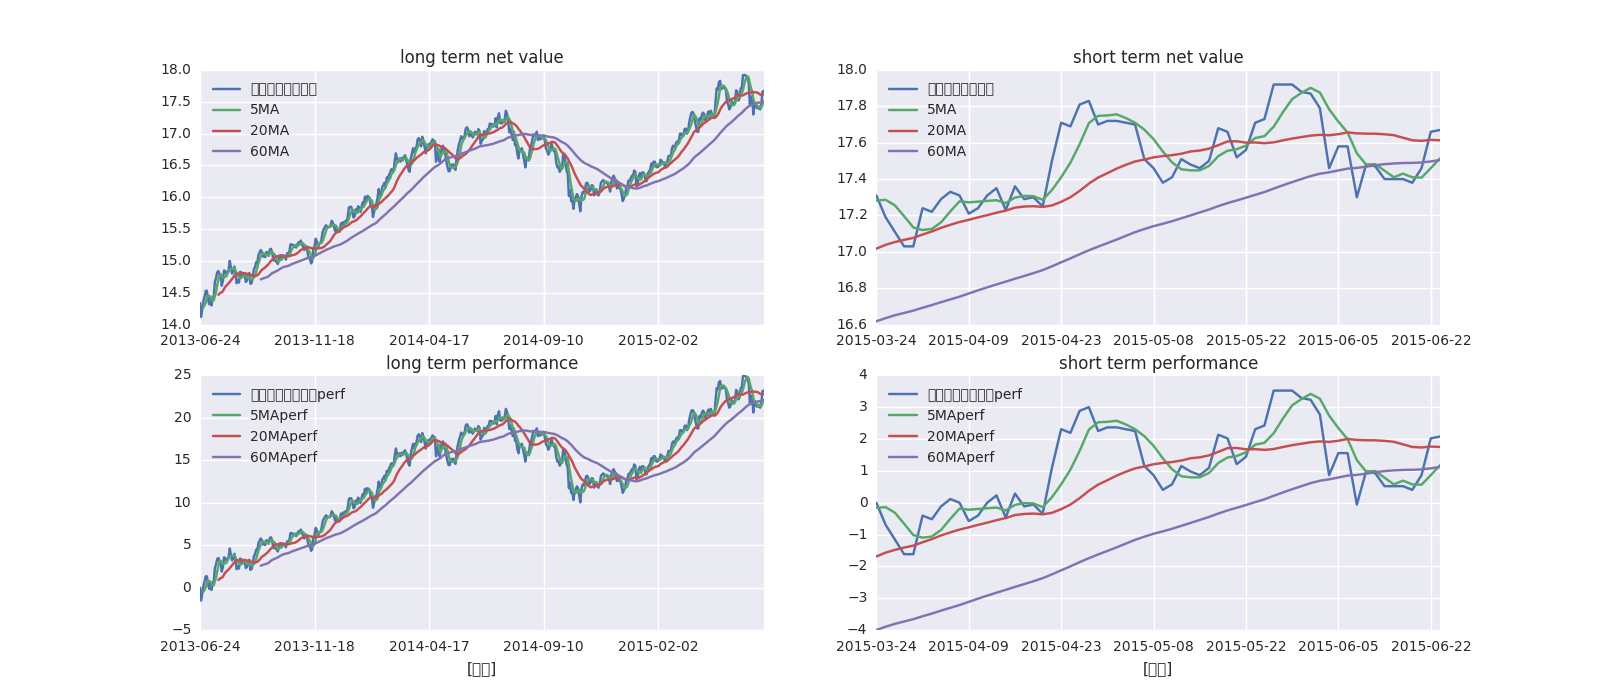 long term net value
18.0
17.5
17.0
16.5
16.0
15.5
15.0
14.5
14.0
5MA
20MA
60MA
2013-06-24 2013-11-18 2014-04-17 2014-09-10 2015-02-02
short term net value
18.0
17.8
17.6
17.4
17.2
17.0
16.8
16.6
5MA
20MA
60MA
2015-03-24 2015-04-09 2015-04-23 2015-05-08 2015-05-22 2015-06-05 2015-06-22
long term performance
25
20
15
10
5
0
−5
perf
5MAperf
20MAperf
60MAperf
2013-06-24 2013-11-18 2014-04-17 2014-09-10 2015-02-02
short term performance
4
3
2
1
0
−1
−2
−3
−4
perf
5MAperf
20MAperf
60MAperf
2015-03-24 2015-04-09 2015-04-23 2015-05-08 2015-05-22 2015-06-05 2015-06-22